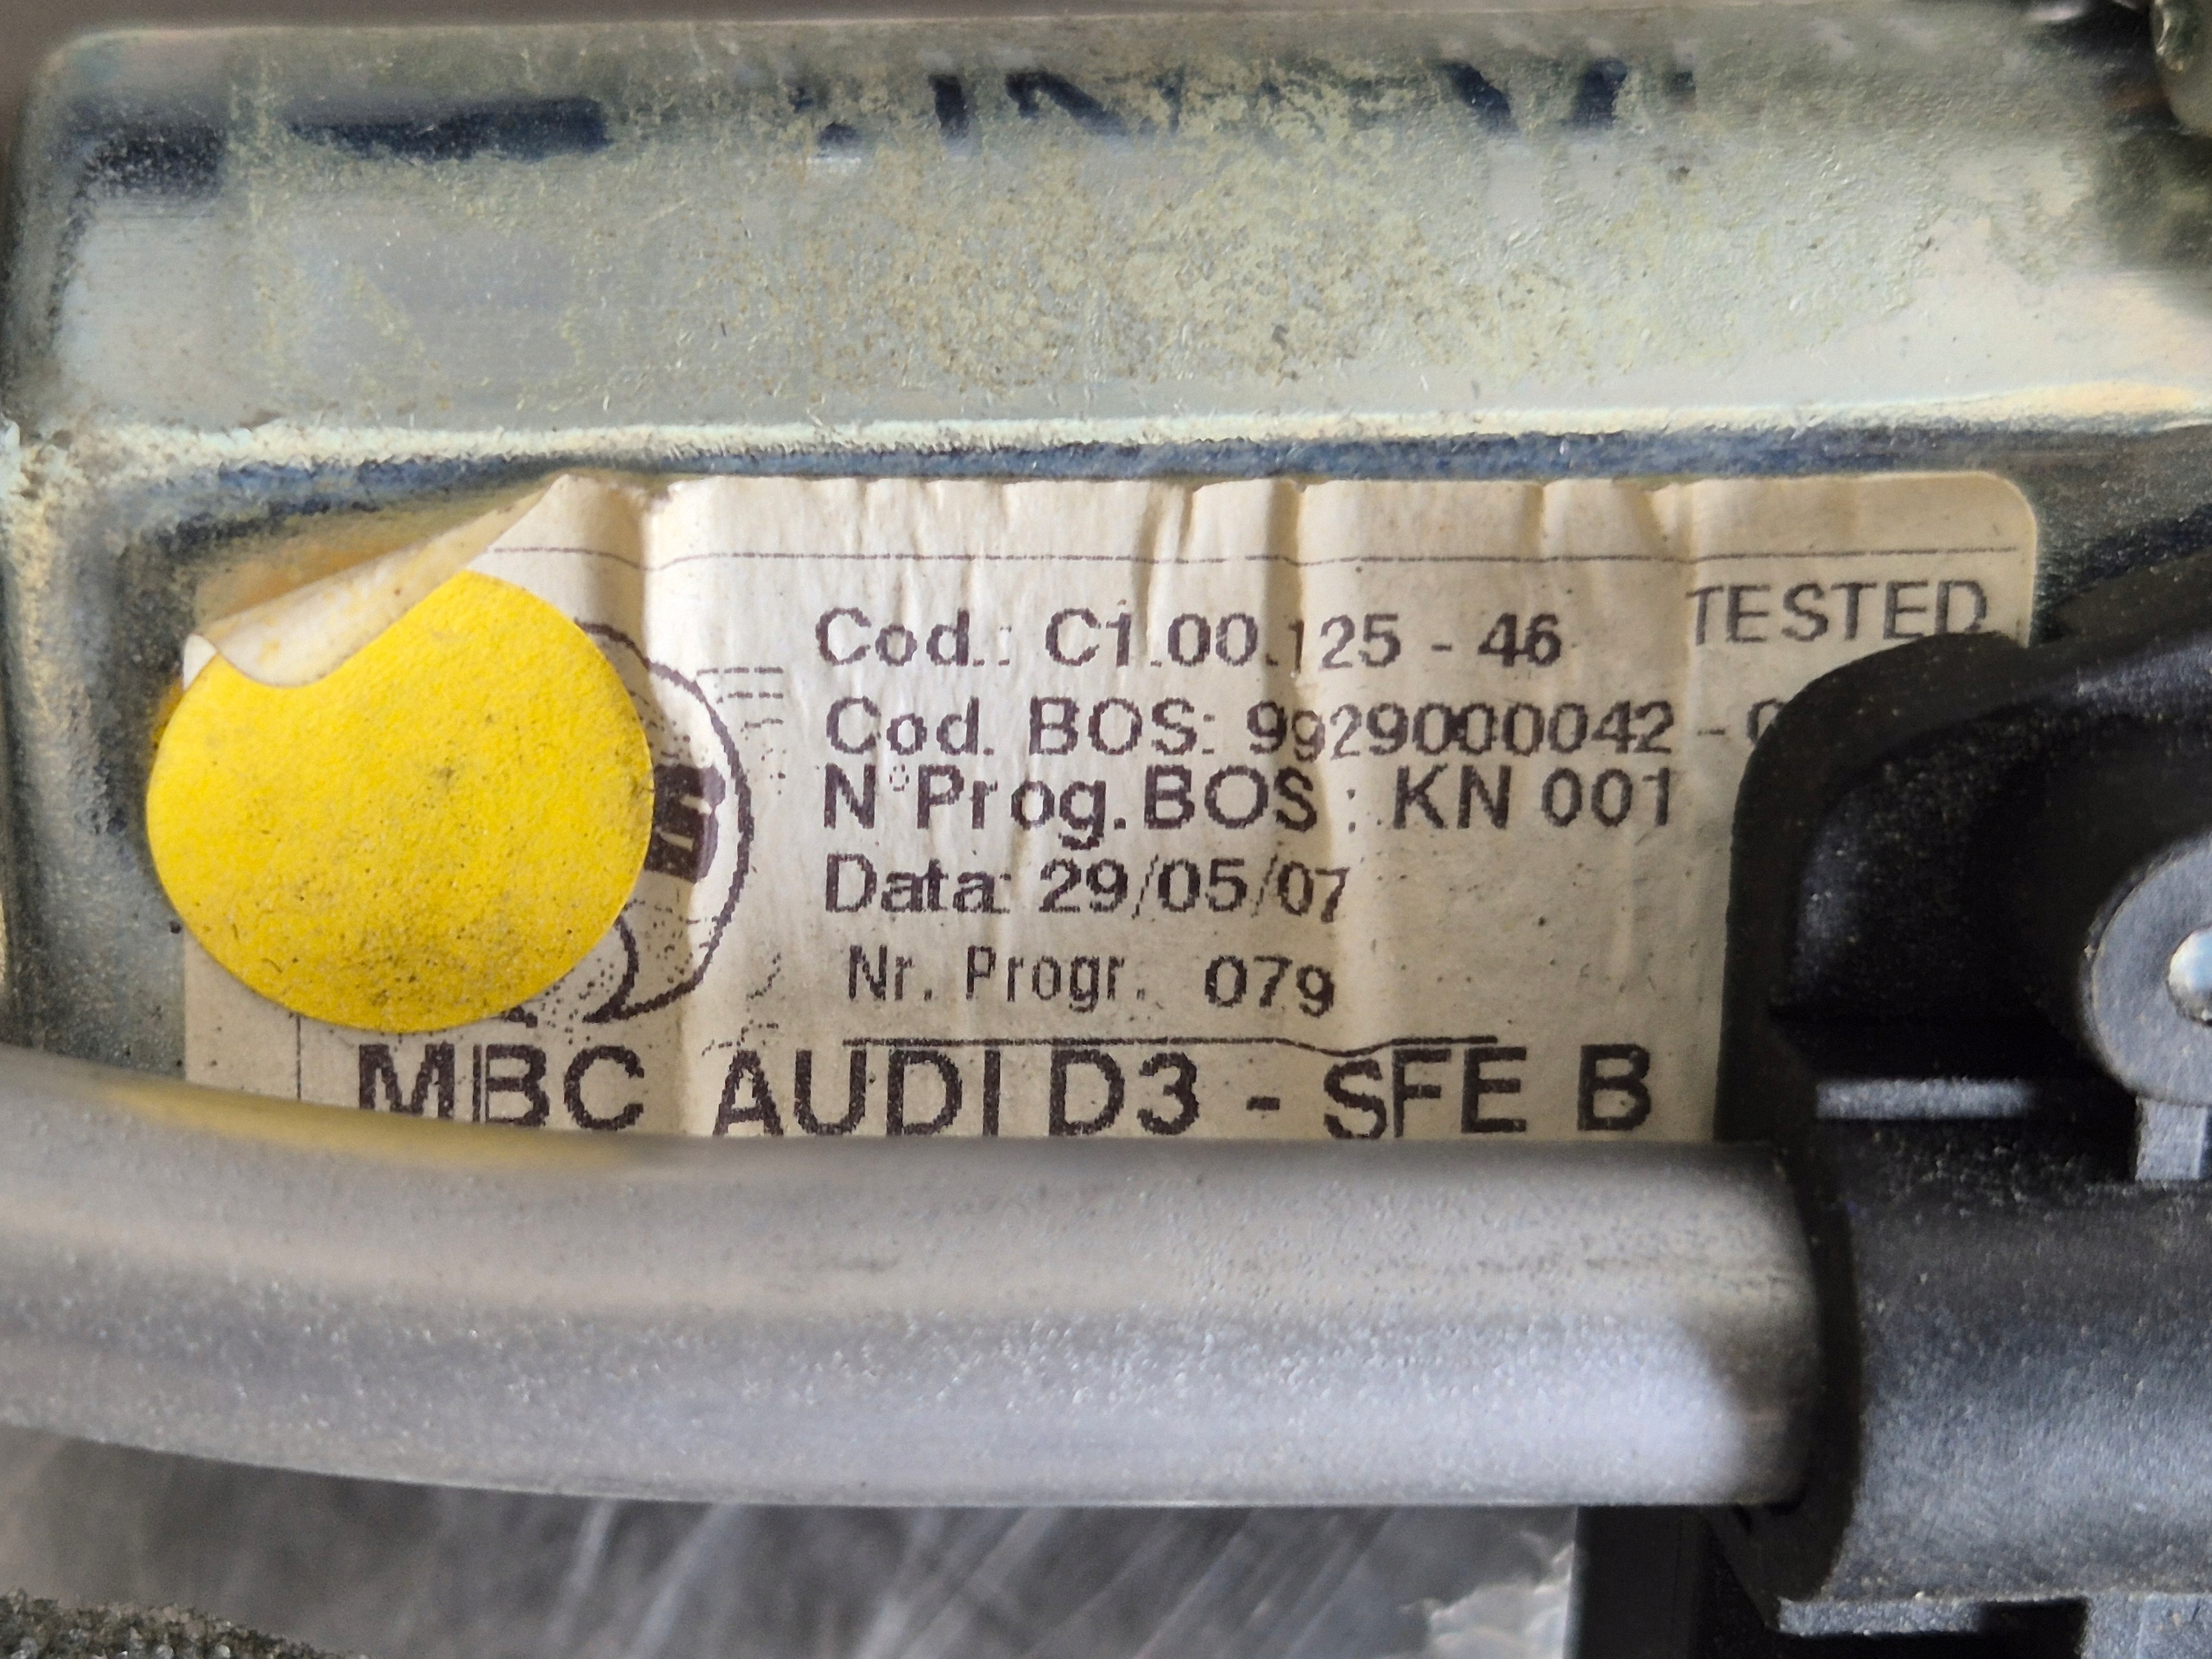 TESTED
Cod.: C1.00.125 - 46
Cod. BOS: 9929000042 -
N°Prog.BOS : KN 001
Data: 29/05/07
Nr. Progr. 079
MBC AUDI D3 - SFE B